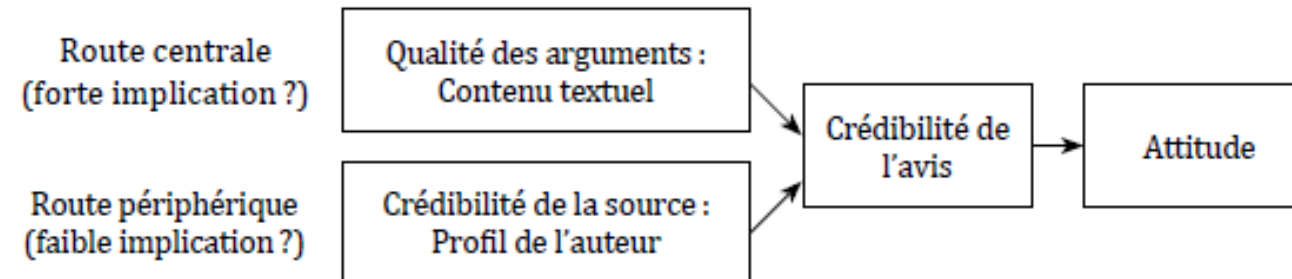 Route centrale
(forte implication ?)
Qualité des arguments :
Contenu textuel
Crédibilité de
l'avis
Attitude
Route périphérique
(faible implication ?)
Crédibilité de la source :
Profil de l'auteur